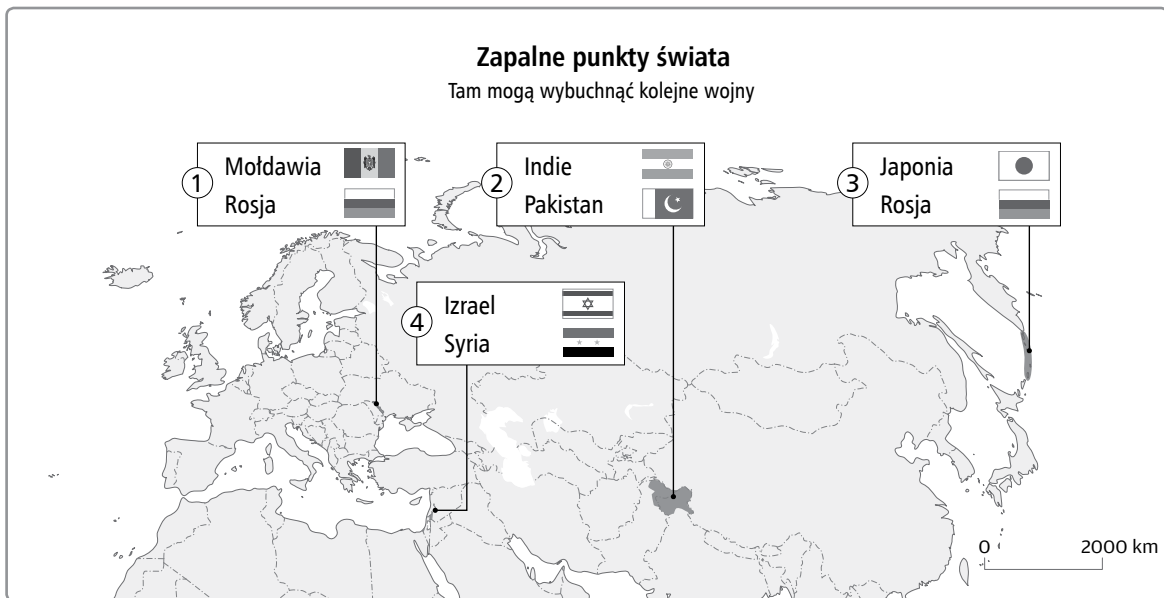 Zapalne punkty świata
Tam mogą wybuchnąć kolejne wojny
1
Mołdawia
Rosja
2
Indie
Pakistan
3
Japonia
Rosja
4
Izrael
Syria
0 2000 km